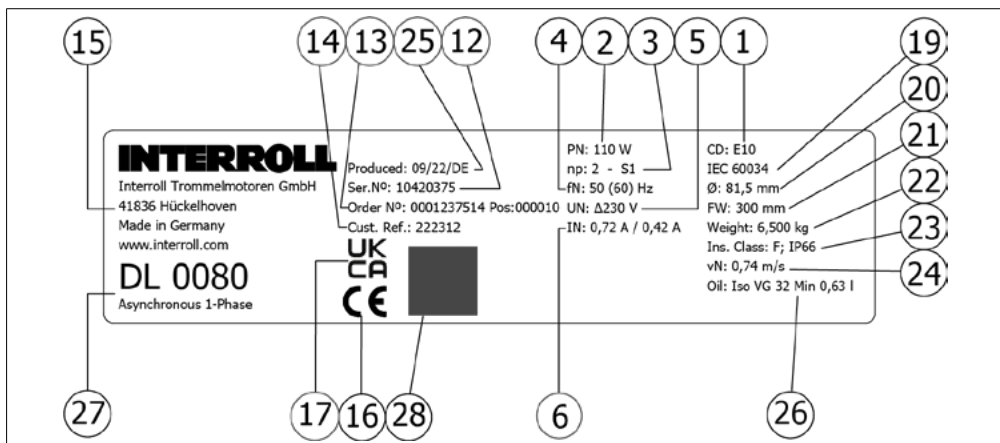 15 14 13 25 12 4 2 3 5 1 19
20
21
22
23
24
INTERROLL
Interroll Trommelmotoren GmbH
41836 Hückelhoven
Made in Germany
www.interroll.com
DL 0080
Asynchronous 1-Phase
Produced: 09/22/DE
Ser.Nº: 10420375
Order Nº: 0001237514 Pos:000010
Cust. Ref.: 222312
UK
CA
CE
PN: 110 W
np: 2 - S1
fN: 50 (60) Hz
UN: Δ230 V
IN: 0,72 A / 0,42 A
CD: E10
IEC 60034
Ø: 81,5 mm
FW: 300 mm
Weight: 6,500 kg
Ins. Class: F; IP66
vN: 0,74 m/s
Oil: Iso VG 32 Min 0,63 l
27 17 16 28 6 26